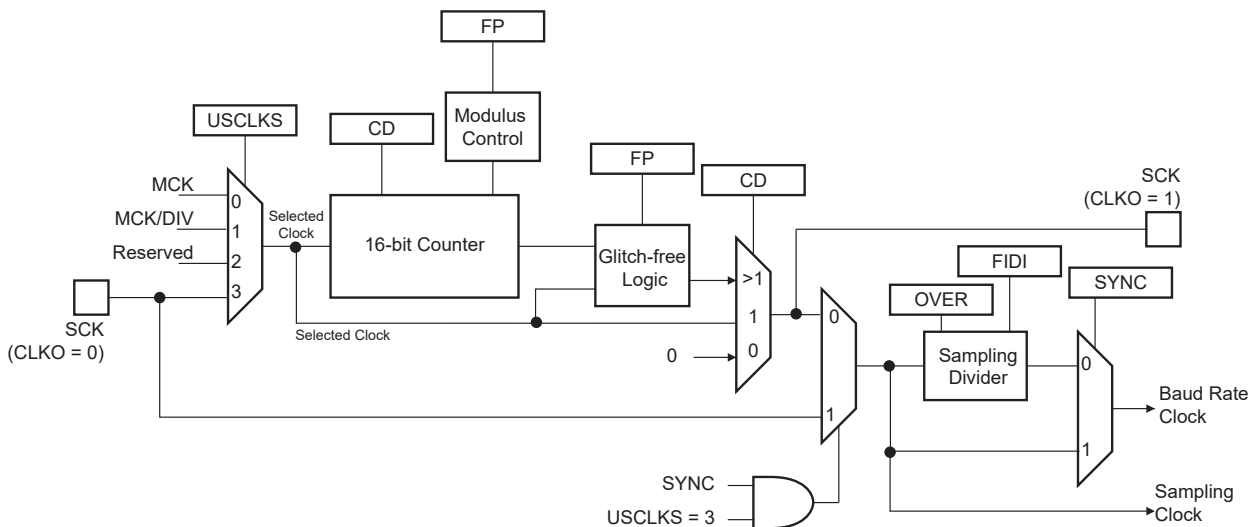 FP
USCLKS
CD
Modulus
Control
FP
CD
SCK
(CLKO = 1)
MCK
0
MCK/DIV
1
Reserved
2
3
Selected
Clock
16-bit Counter
Glitch-free
Logic
>1
1
0
0
FIDI
OVER
SYNC
SCK
(CLKO = 0)
Selected Clock
0
1
Sampling
Divider
0
1
Baud Rate
Clock
SYNC
USCLKS = 3
Sampling
Clock